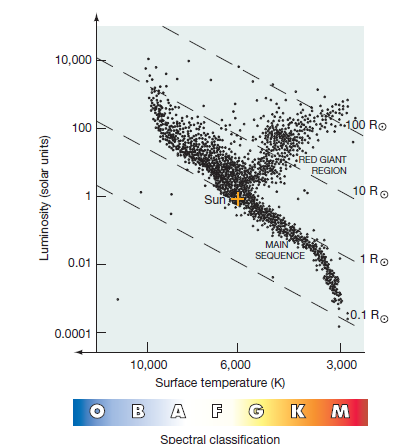 10,000
100
1
0.01
0.0001
Luminosity (solar units)
100 R☉
RED GIANT
REGION
10 R☉
Sun
MAIN
SEQUENCE
1 R☉
0.1 R☉
10,000 6,000 3,000
Surface temperature (K)
O B A F G K M
Spectral classification